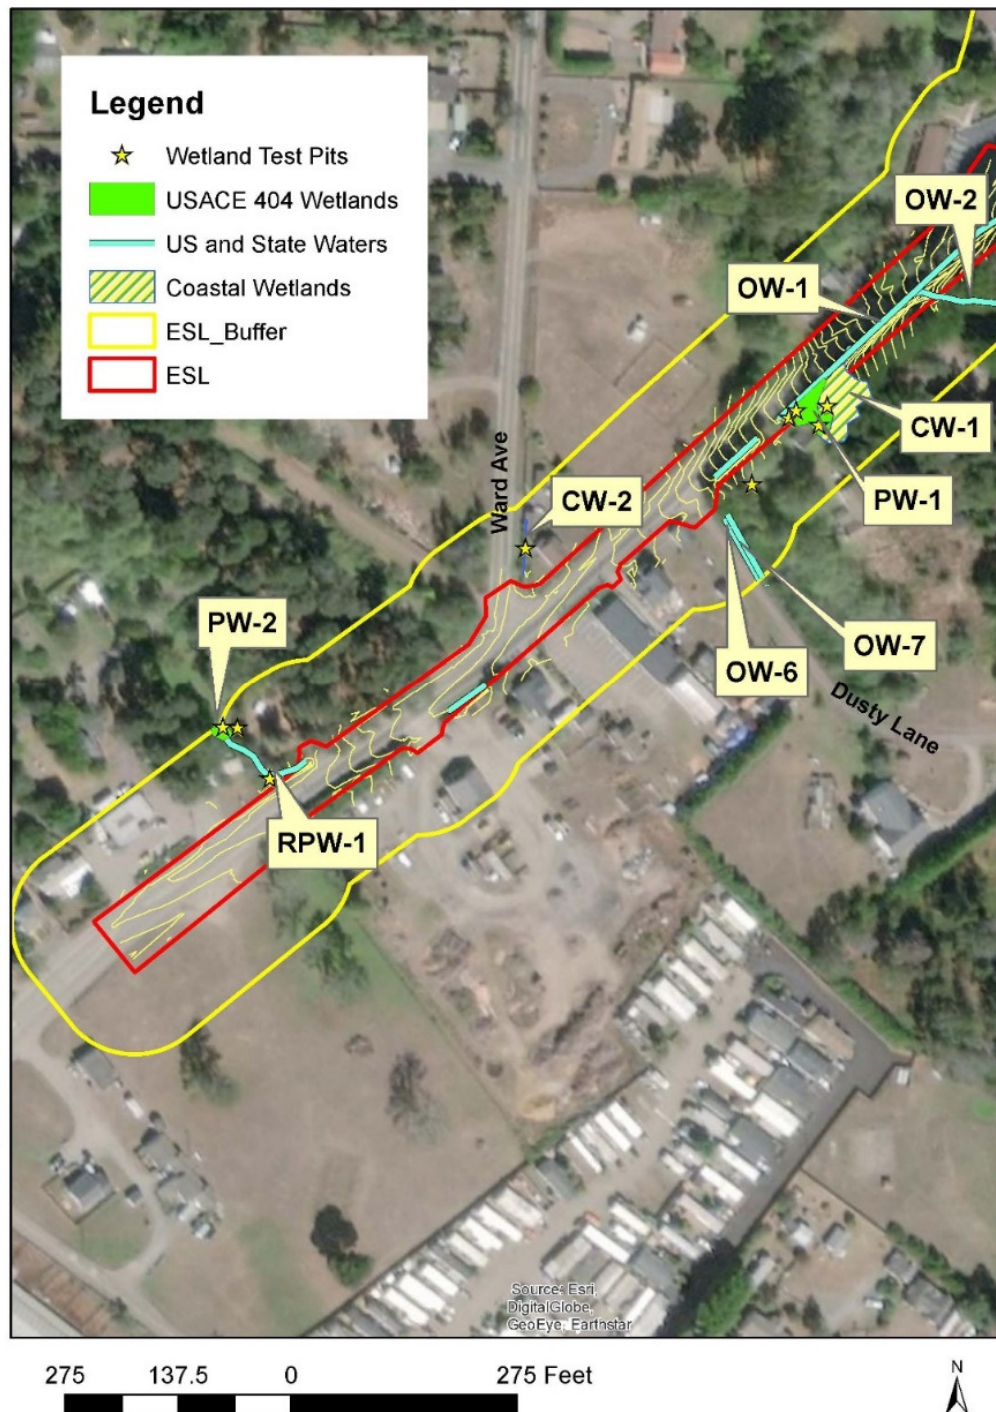 Legend
Wetland Test Pits
USACE 404 Wetlands
US and State Waters
Coastal Wetlands
ESL_Buffer
ESL
OW-2
OW-1
CW-1
Ward Ave
CW-2
PW-1
PW-2
OW-7
OW-6
Dusty Lane
RPW-1
Source: Esri,
DigitalGlobe,
GeoEye, Earthstar
275 137.5 0 275 Feet
N